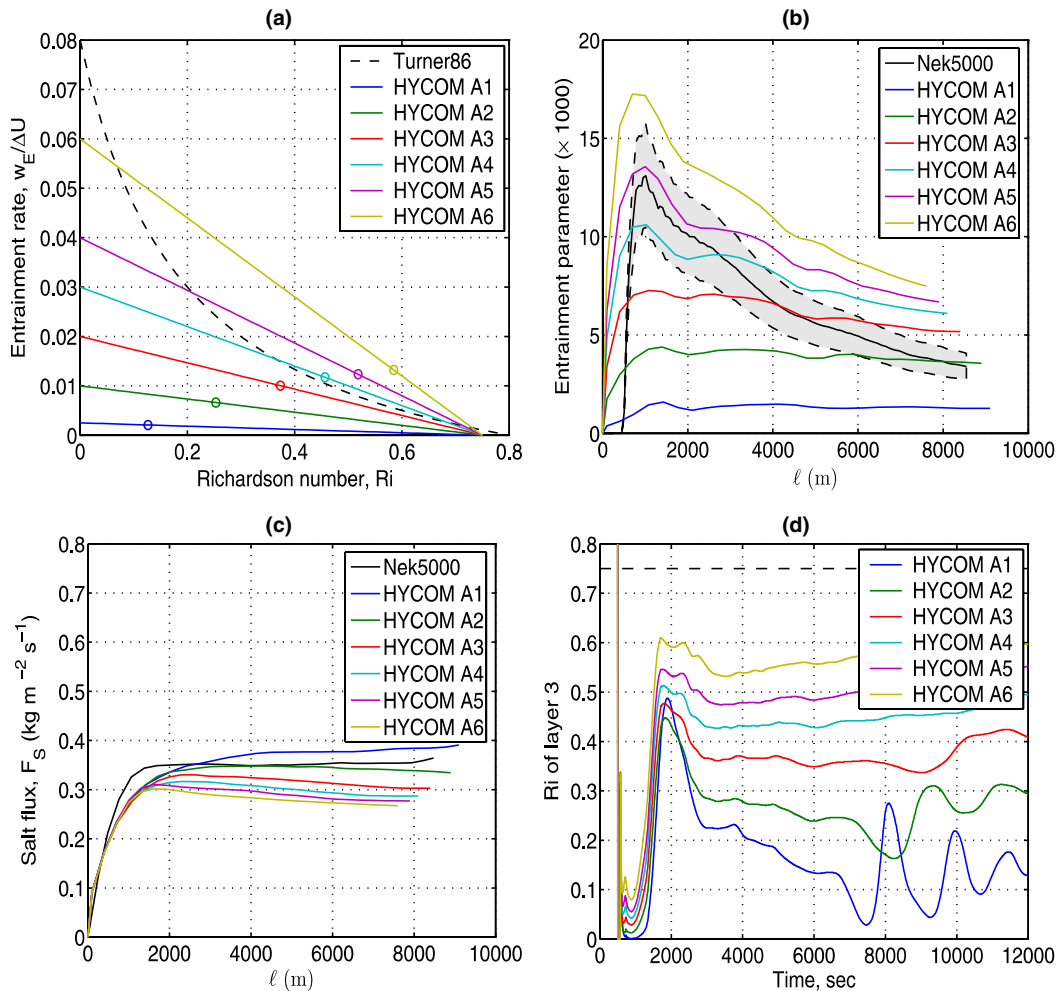 (a)
0.08
0.07
0.06
0.05
0.04
0.03
0.02
0.01
0
Entrainment rate, w_E/ΔU
0
0.2
0.4
0.6
0.8
Richardson number, Ri
Turner86
HYCOM A1
HYCOM A2
HYCOM A3
HYCOM A4
HYCOM A5
HYCOM A6
(b)
20
15
10
5
0
Entrainment parameter (× 1000)
0
2000
4000
6000
8000
10000
ℓ (m)
Nek5000
HYCOM A1
HYCOM A2
HYCOM A3
HYCOM A4
HYCOM A5
HYCOM A6
(c)
0.8
0.7
0.6
0.5
0.4
0.3
0.2
0.1
0
Salt flux, F_S (kg m⁻² s⁻¹)
0
2000
4000
6000
8000
10000
ℓ (m)
Nek5000
HYCOM A1
HYCOM A2
HYCOM A3
HYCOM A4
HYCOM A5
HYCOM A6
(d)
0.8
0.7
0.6
0.5
0.4
0.3
0.2
0.1
0
Ri of layer 3
0
2000
4000
6000
8000
10000
12000
Time, sec
HYCOM A1
HYCOM A2
HYCOM A3
HYCOM A4
HYCOM A5
HYCOM A6